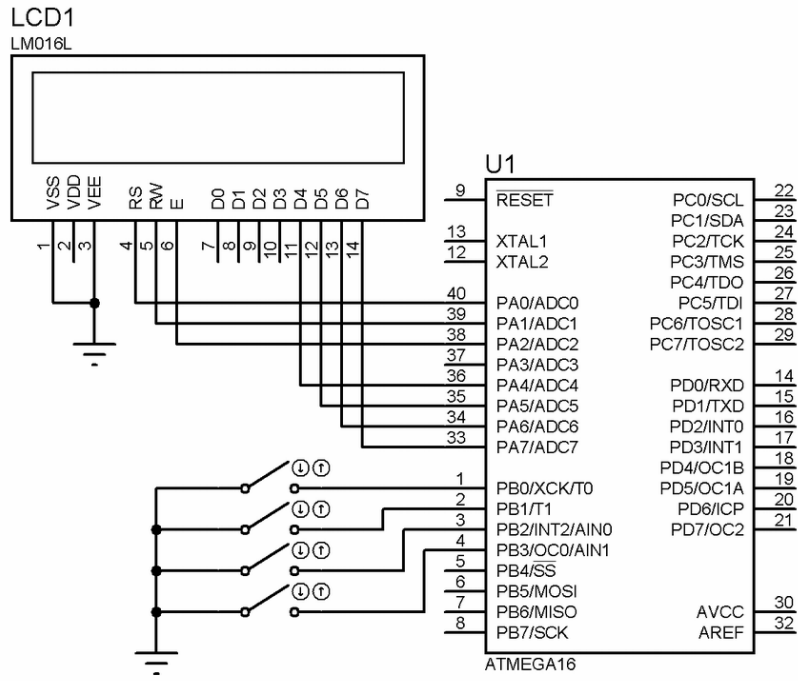 LCD1
LM016L
VSS
VDD
VEE
RS
RW
E
D0
D1
D2
D3
D4
D5
D6
D7
1
2
3
4
5
6
7
8
9
10
11
12
13
14
U1
9 RESET
13 XTAL1
12 XTAL2
40 PA0/ADC0
39 PA1/ADC1
38 PA2/ADC2
37 PA3/ADC3
36 PA4/ADC4
35 PA5/ADC5
34 PA6/ADC6
33 PA7/ADC7
1 PB0/XCK/T0
2 PB1/T1
3 PB2/INT2/AIN0
4 PB3/OC0/AIN1
5 PB4/SS
6 PB5/MOSI
7 PB6/MISO
8 PB7/SCK
PC0/SCL 22
PC1/SDA 23
PC2/TCK 24
PC3/TMS 25
PC4/TDO 26
PC5/TDI 27
PC6/TOSC1 28
PC7/TOSC2 29
PD0/RXD 14
PD1/TXD 15
PD2/INT0 16
PD3/INT1 17
PD4/OC1B 18
PD5/OC1A 19
PD6/ICP 20
PD7/OC2 21
AVCC 30
AREF 32
ATMEGA16